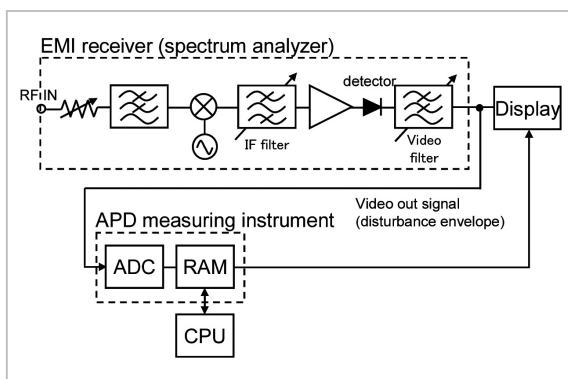 EMI receiver (spectrum analyzer)
RF IN
detector
Display
IF filter
Video
filter
Video out signal
(disturbance envelope)
APD measuring instrument
ADC
RAM
CPU